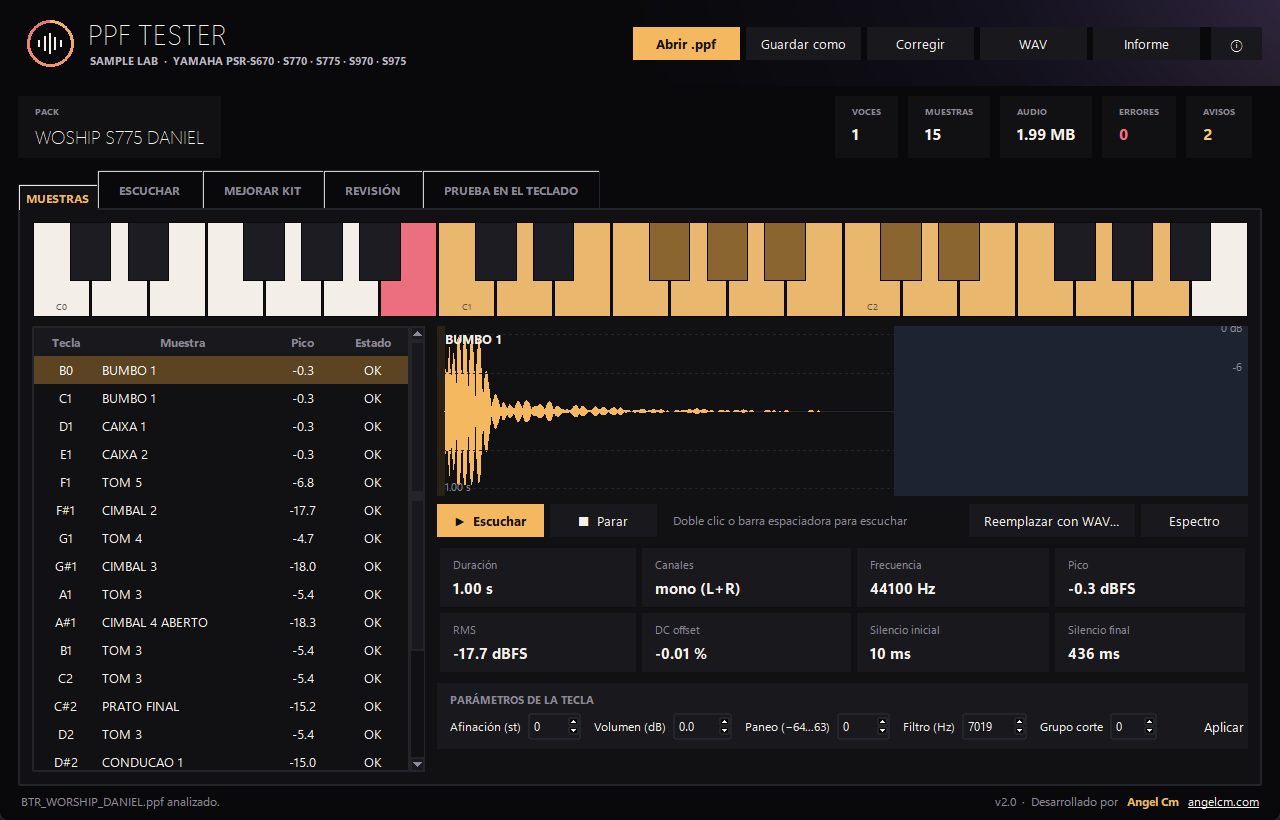 PPF TESTER
SAMPLE LAB · YAMAHA PSR-S670 · S770 · S775 · S970 · S975
Abrir .ppf
Guardar como
Corregir
WAV
Informe
PACK
WOSHIP S775 DANIEL
VOCES
1
MUESTRAS
15
AUDIO
1.99 MB
ERRORES
0
AVISOS
2
MUESTRAS
ESCUCHAR
MEJORAR KIT
REVISIÓN
PRUEBA EN EL TECLADO
C0
C1
C2
Tecla Muestra Pico Estado
B0 BUMBO 1 -0.3 OK
C1 BUMBO 1 -0.3 OK
D1 CAIXA 1 -0.3 OK
E1 CAIXA 2 -0.3 OK
F1 TOM 5 -6.8 OK
F#1 CIMBAL 2 -17.7 OK
G1 TOM 4 -4.7 OK
G#1 CIMBAL 3 -18.0 OK
A1 TOM 3 -5.4 OK
A#1 CIMBAL 4 ABERTO -18.3 OK
B1 TOM 3 -5.4 OK
C2 TOM 3 -5.4 OK
C#2 PRATO FINAL -15.2 OK
D2 TOM 3 -5.4 OK
D#2 CONDUCAO 1 -15.0 OK
BUMBO 1
0 dB
-6
1.00 s
▶ Escuchar
■ Parar
Doble clic o barra espaciadora para escuchar
Reemplazar con WAV...
Espectro
Duración
1.00 s
Canales
mono (L+R)
Frecuencia
44100 Hz
Pico
-0.3 dBFS
RMS
-17.7 dBFS
DC offset
-0.01 %
Silencio inicial
10 ms
Silencio final
436 ms
PARÁMETROS DE LA TECLA
Afinación (st) 0 Volumen (dB) 0.0 Paneo (−64...63) 0 Filtro (Hz) 7019 Grupo corte 0 Aplicar
BTR_WORSHIP_DANIEL.ppf analizado.
v2.0 · Desarrollado por Angel Cm angelcm.com